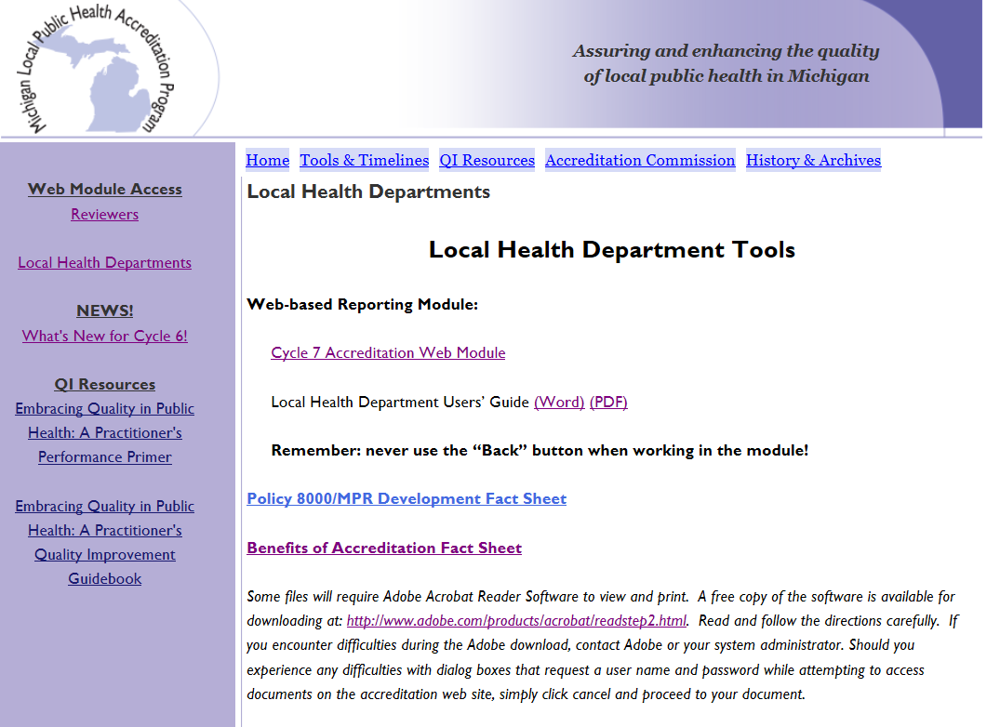 Michigan Local Public Health Accreditation Program
Assuring and enhancing the quality
of local public health in Michigan
Home Tools & Timelines QI Resources Accreditation Commission History & Archives
Web Module Access
Reviewers
Local Health Departments
NEWS!
What's New for Cycle 6!
QI Resources
Embracing Quality in Public
Health: A Practitioner's
Performance Primer
Embracing Quality in Public
Health: A Practitioner's
Quality Improvement
Guidebook
Local Health Departments
Local Health Department Tools
Web-based Reporting Module:
Cycle 7 Accreditation Web Module
Local Health Department Users’ Guide (Word) (PDF)
Remember: never use the “Back” button when working in the module!
Policy 8000/MPR Development Fact Sheet
Benefits of Accreditation Fact Sheet
Some files will require Adobe Acrobat Reader Software to view and print.  A free copy of the software is available for
downloading at: http://www.adobe.com/products/acrobat/readstep2.html.  Read and follow the directions carefully.  If
you encounter difficulties during the Adobe download, contact Adobe or your system administrator. Should you
experience any difficulties with dialog boxes that request a user name and password while attempting to access
documents on the accreditation web site, simply click cancel and proceed to your document.